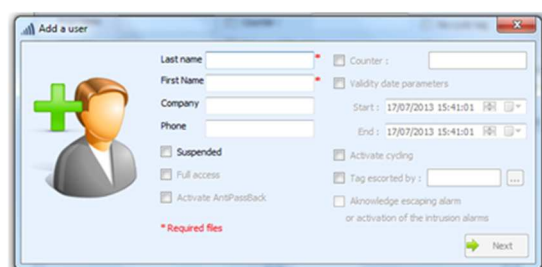 Add a user
Last name *
First Name *
Company
Phone
Suspended
Full access
Activate AntiPassBack
* Required files
Counter :
Validity date parameters
Start : 17/07/2013 15:41:01
End : 17/07/2013 15:41:01
Activate cycling
Tag escorted by : ...
Aknowledge escaping alarm
or activation of the intrusion alarms
Next